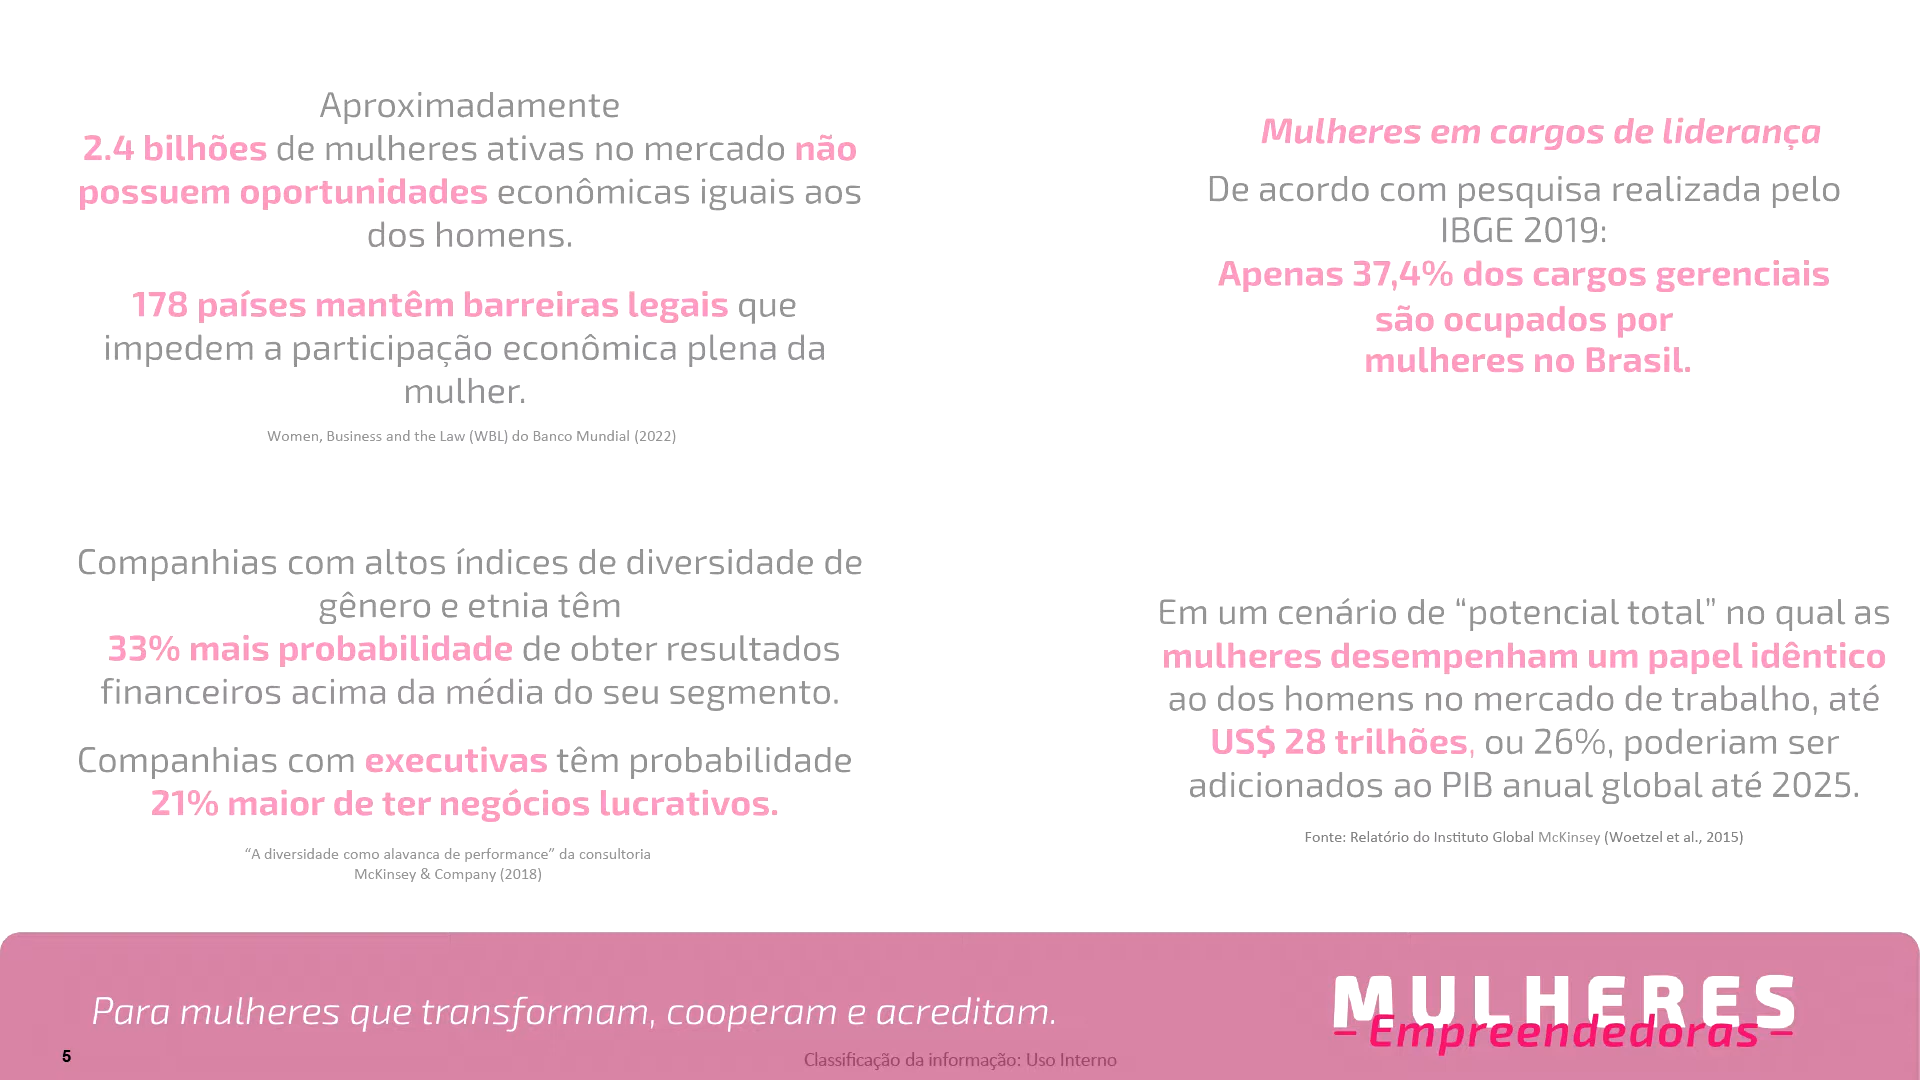 Aproximadamente
2.4 bilhões de mulheres ativas no mercado não
possuem oportunidades econômicas iguais aos
dos homens.
178 países mantêm barreiras legais que
impedem a participação econômica plena da
mulher.
Women, Business and the Law (WBL) do Banco Mundial (2022)
Mulheres em cargos de liderança
De acordo com pesquisa realizada pelo
IBGE 2019:
Apenas 37,4% dos cargos gerenciais
são ocupados por
mulheres no Brasil.
Companhias com altos índices de diversidade de
gênero e etnia têm
33% mais probabilidade de obter resultados
financeiros acima da média do seu segmento.
Companhias com executivas têm probabilidade
21% maior de ter negócios lucrativos.
“A diversidade como alavanca de performance” da consultoria
McKinsey & Company (2018)
Em um cenário de “potencial total” no qual as
mulheres desempenham um papel idêntico
ao dos homens no mercado de trabalho, até
US$ 28 trilhões, ou 26%, poderiam ser
adicionados ao PIB anual global até 2025.
Fonte: Relatório do Instituto Global McKinsey (Woetzel et al., 2015)
Para mulheres que transformam, cooperam e acreditam.
MULHERES
– Empreendedoras –
5
Classificação da informação: Uso Interno